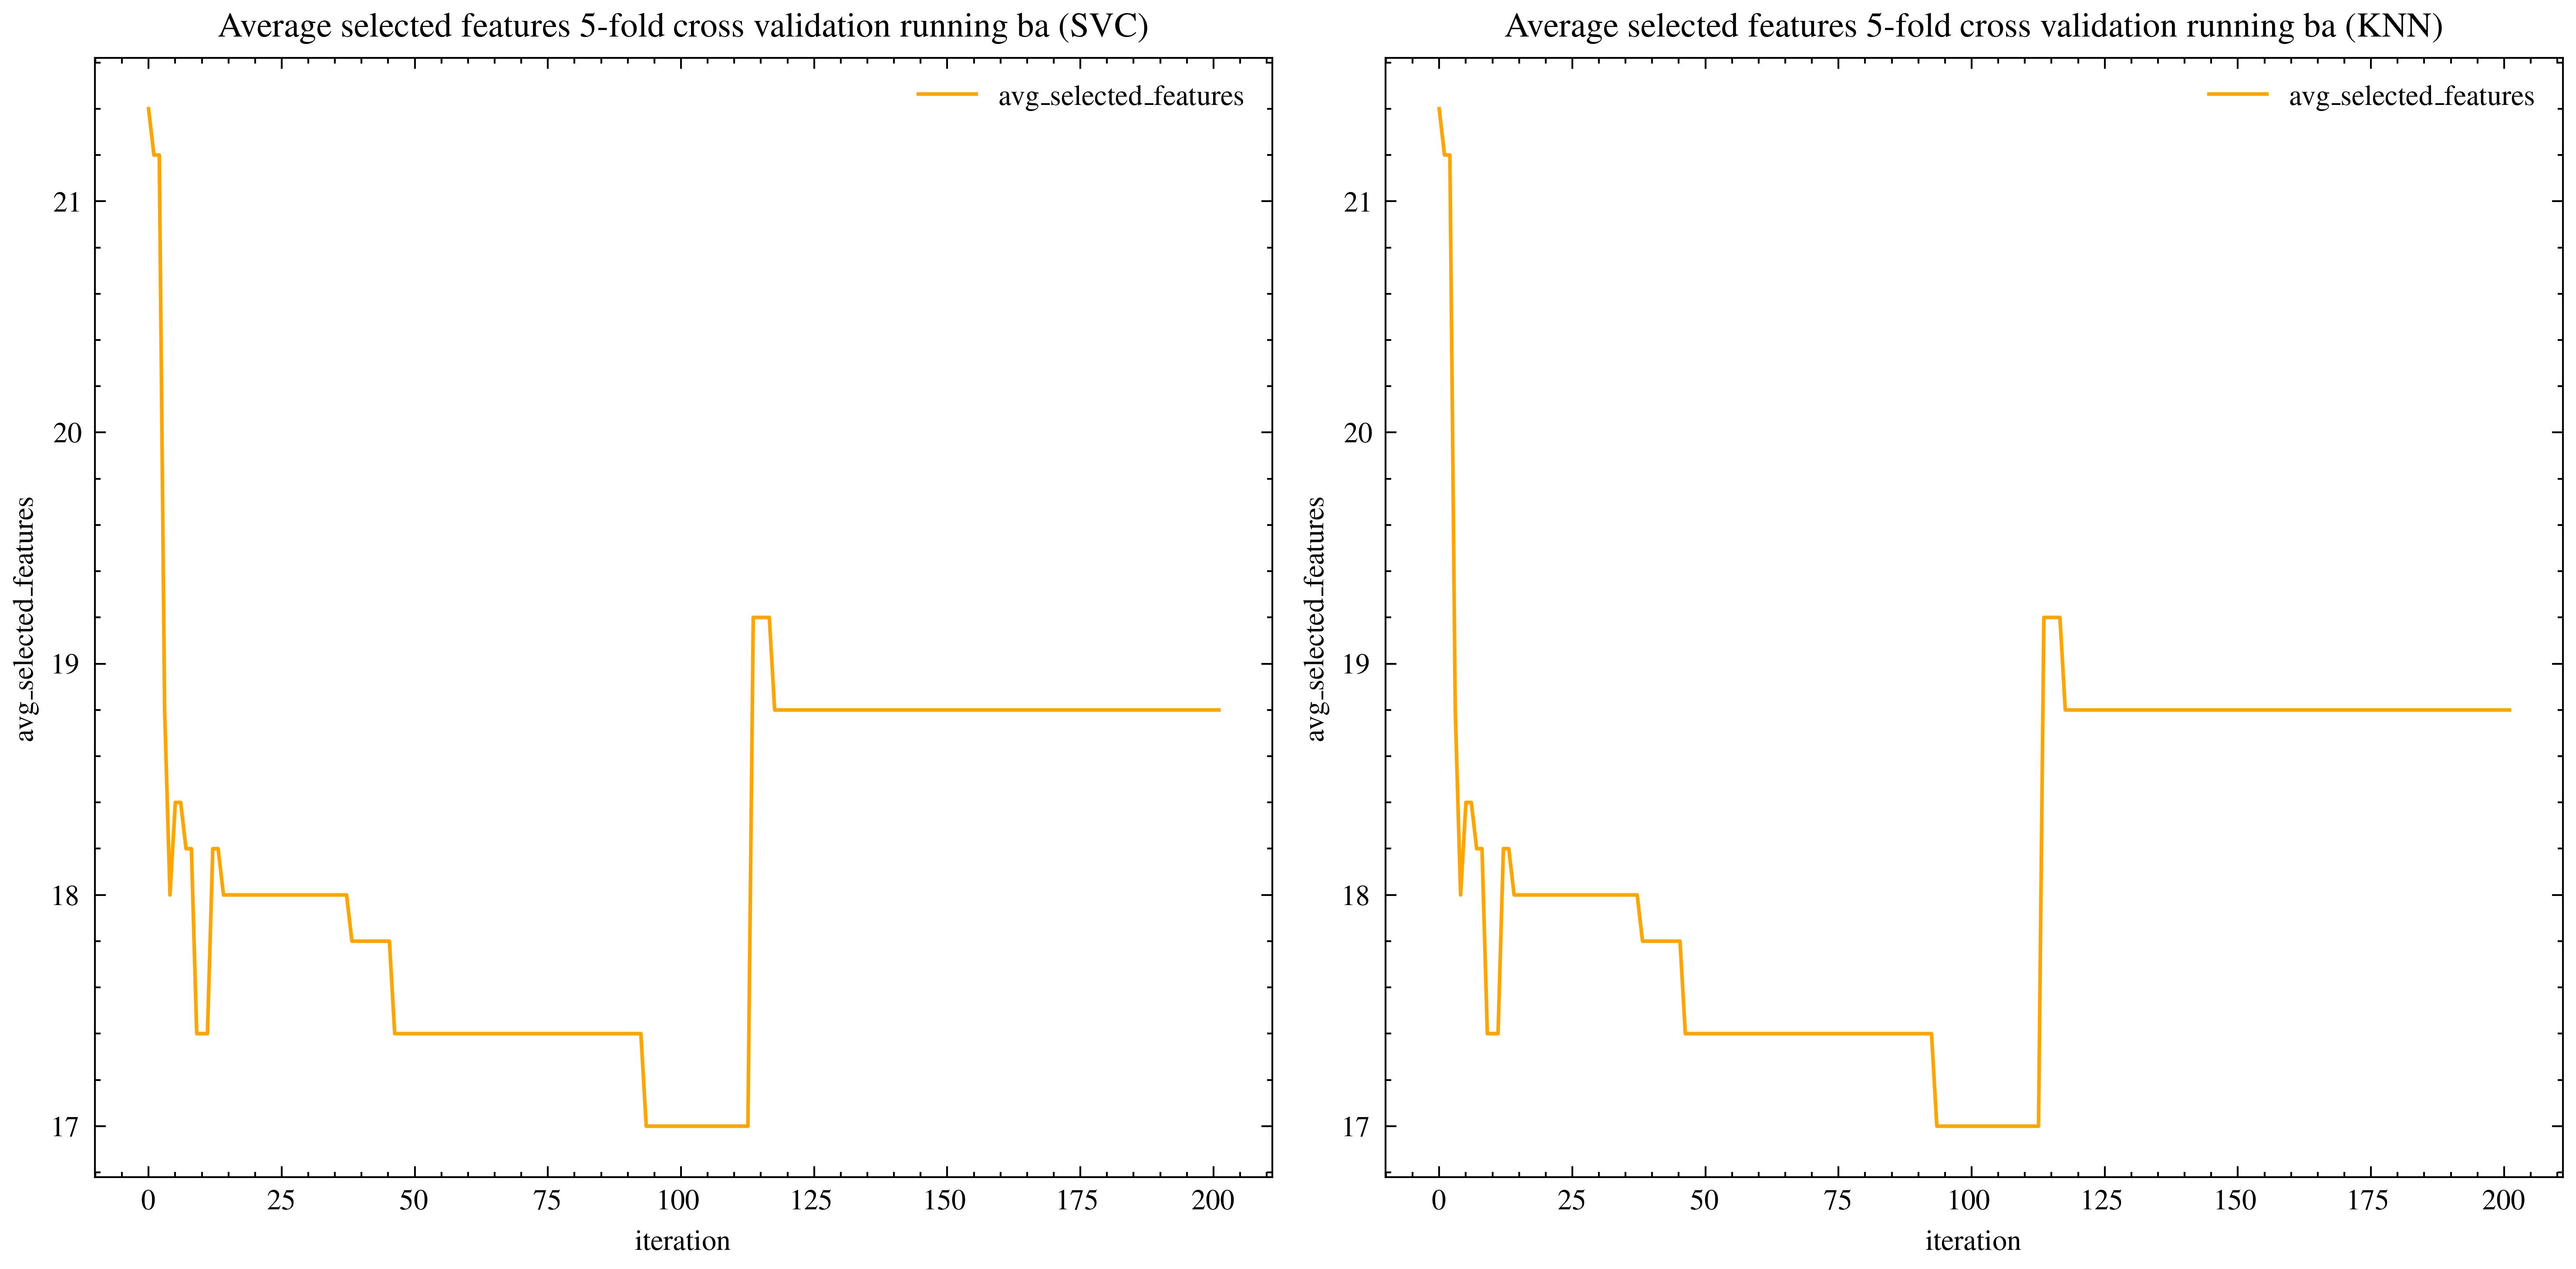 Average selected features 5-fold cross validation running ba (SVC)
avg_selected_features
21
20
19
18
17
avg_selected_features
0 25 50 75 100 125 150 175 200
iteration
Average selected features 5-fold cross validation running ba (KNN)
avg_selected_features
21
20
19
18
17
avg_selected_features
0 25 50 75 100 125 150 175 200
iteration